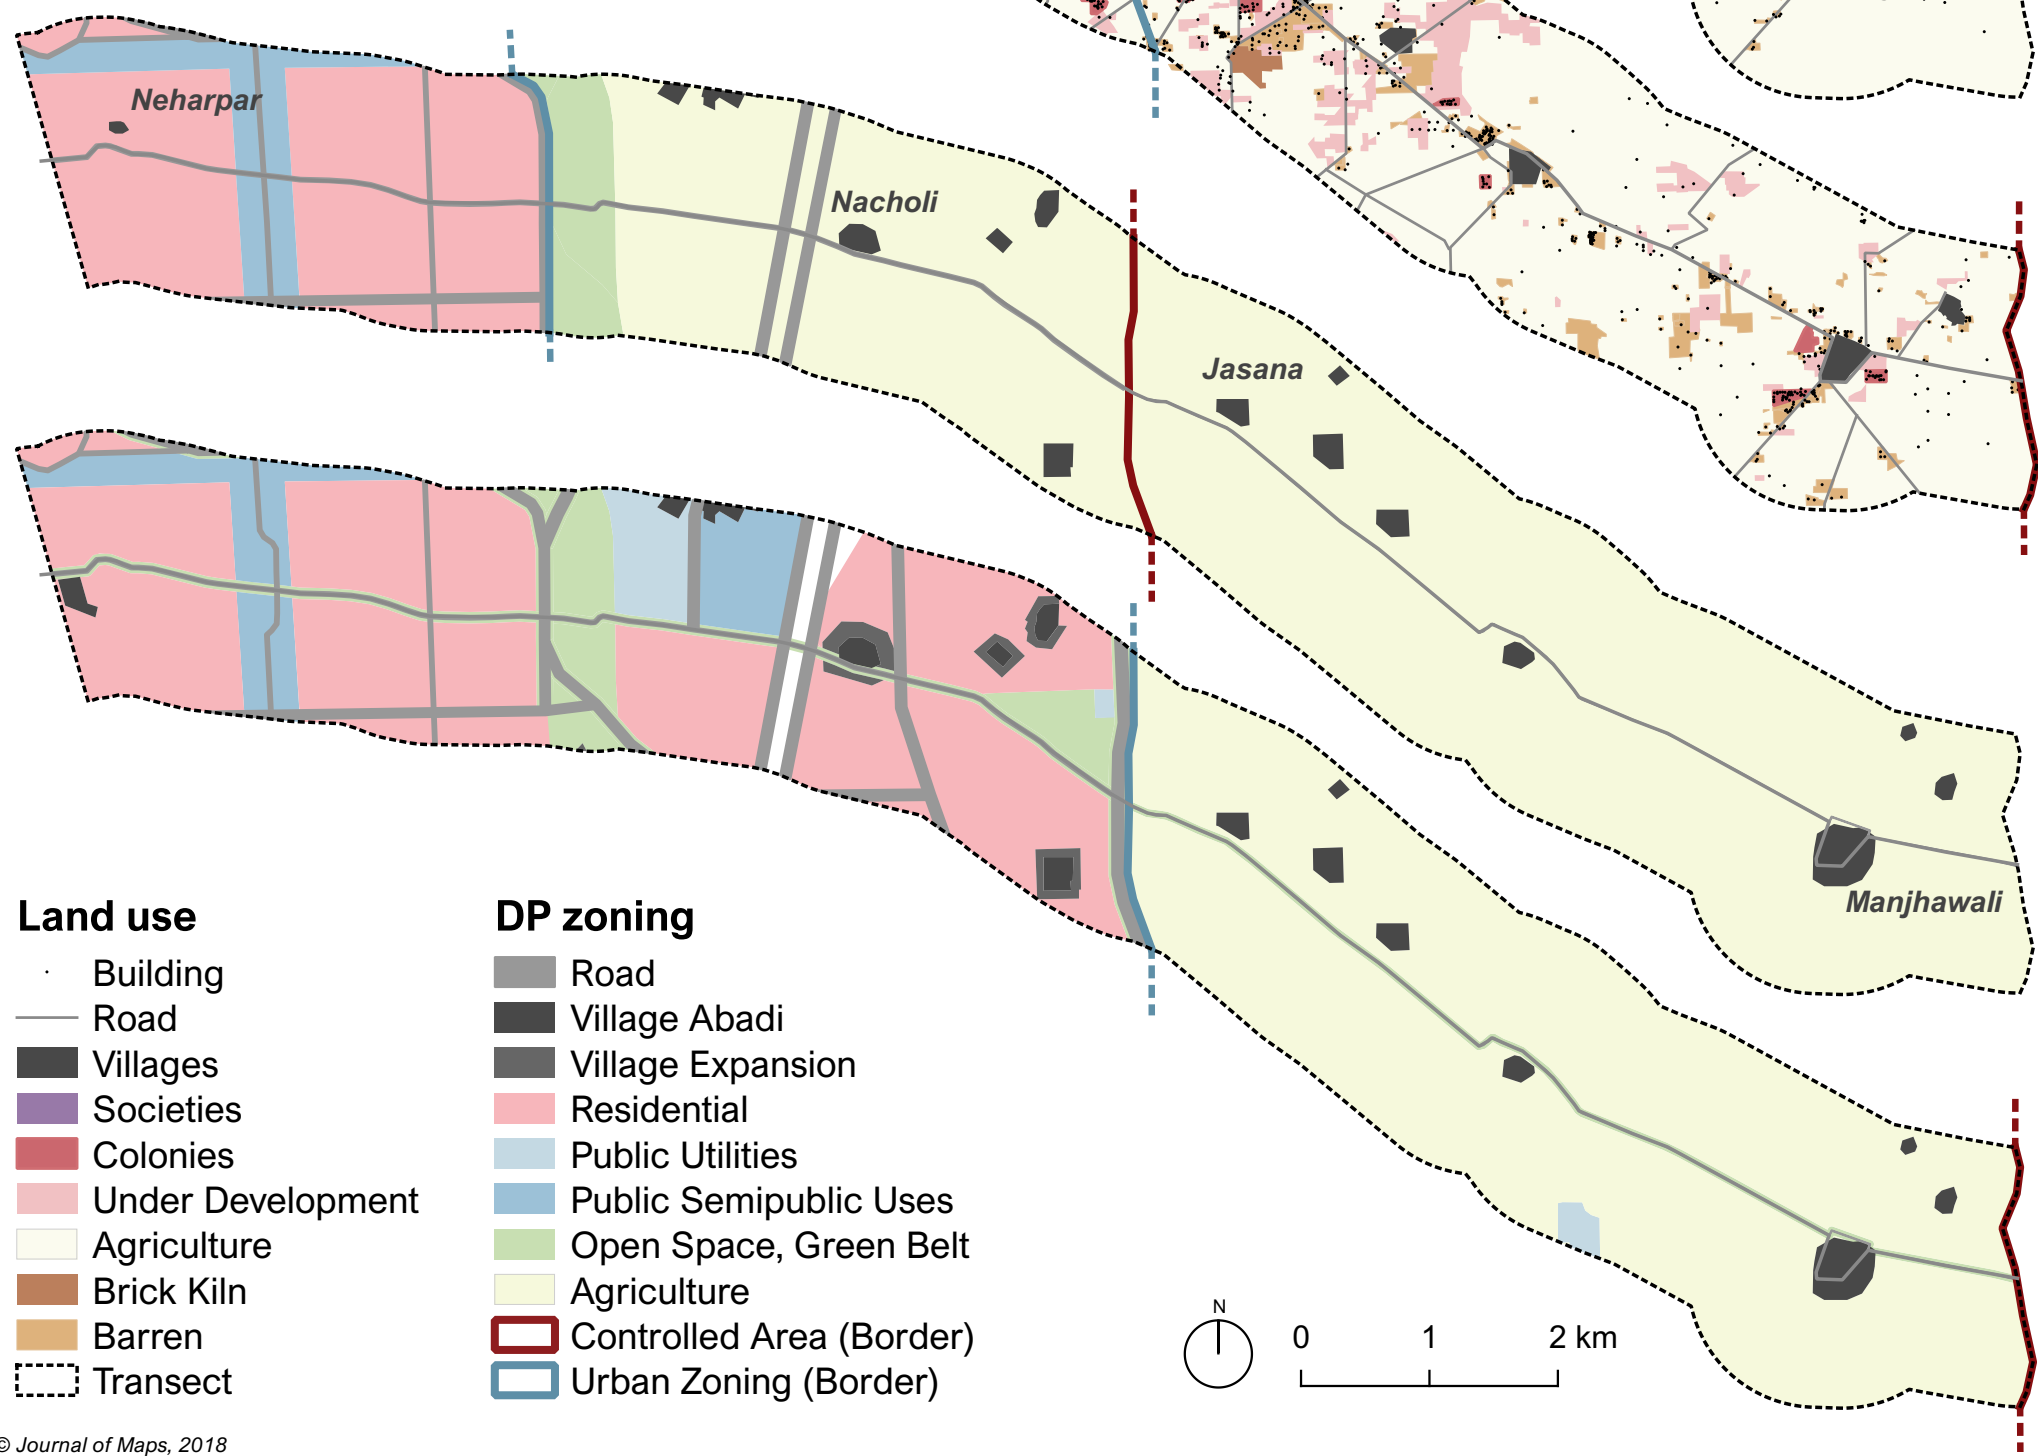 Neharpar
Nacholi
Jasana
Manjhawali
Land use
Building
Road
Villages
Societies
Colonies
Under Development
Agriculture
Brick Kiln
Barren
Transect
DP zoning
Road
Village Abadi
Village Expansion
Residential
Public Utilities
Public Semipublic Uses
Open Space, Green Belt
Agriculture
Controlled Area (Border)
Urban Zoning (Border)
N
0 1 2 km
© Journal of Maps, 2018